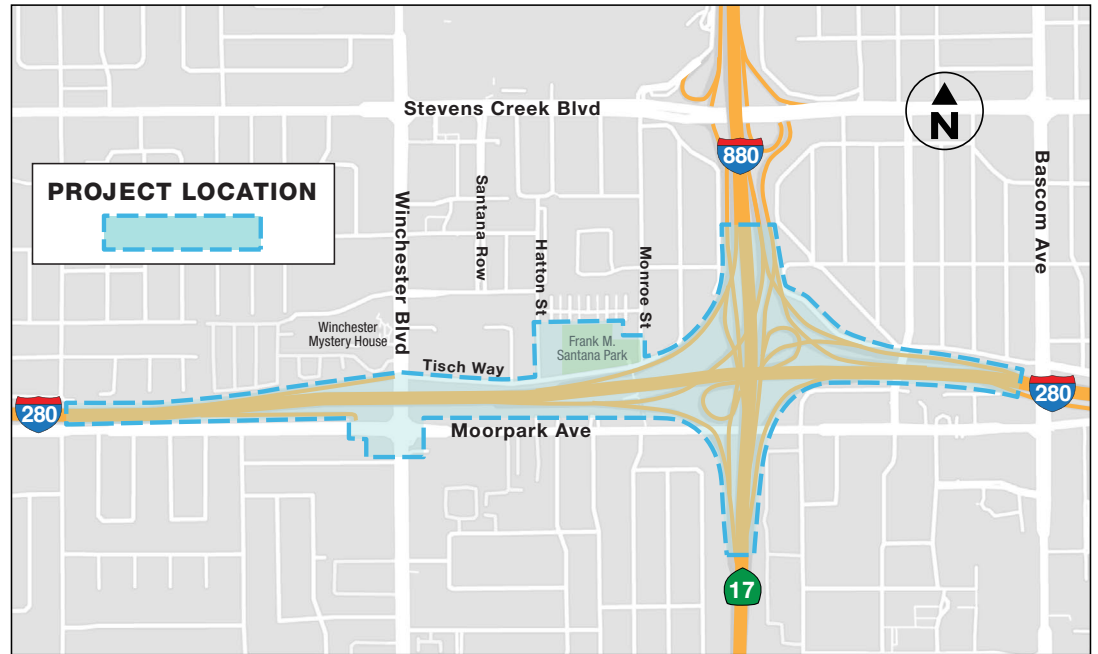 Stevens Creek Blvd
N
880
PROJECT LOCATION
Winchester Blvd
Santana Row
Hatton St
Monroe St
Bascom Ave
Winchester
Mystery House
Frank M.
Santana Park
Tisch Way
280
280
Moorpark Ave
17